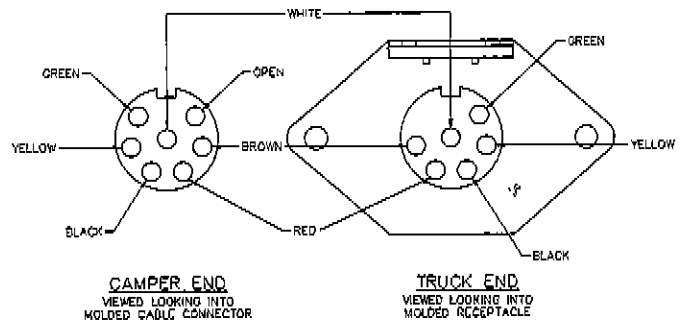 WHITE
GREEN
OPEN
GREEN
YELLOW
BROWN
YELLOW
BLACK
RED
BLACK
CAMPER END
VIEWED LOOKING INTO
MOLDED CABLE CONNECTOR
TRUCK END
VIEWED LOOKING INTO
MOLDED RECEPTACLE